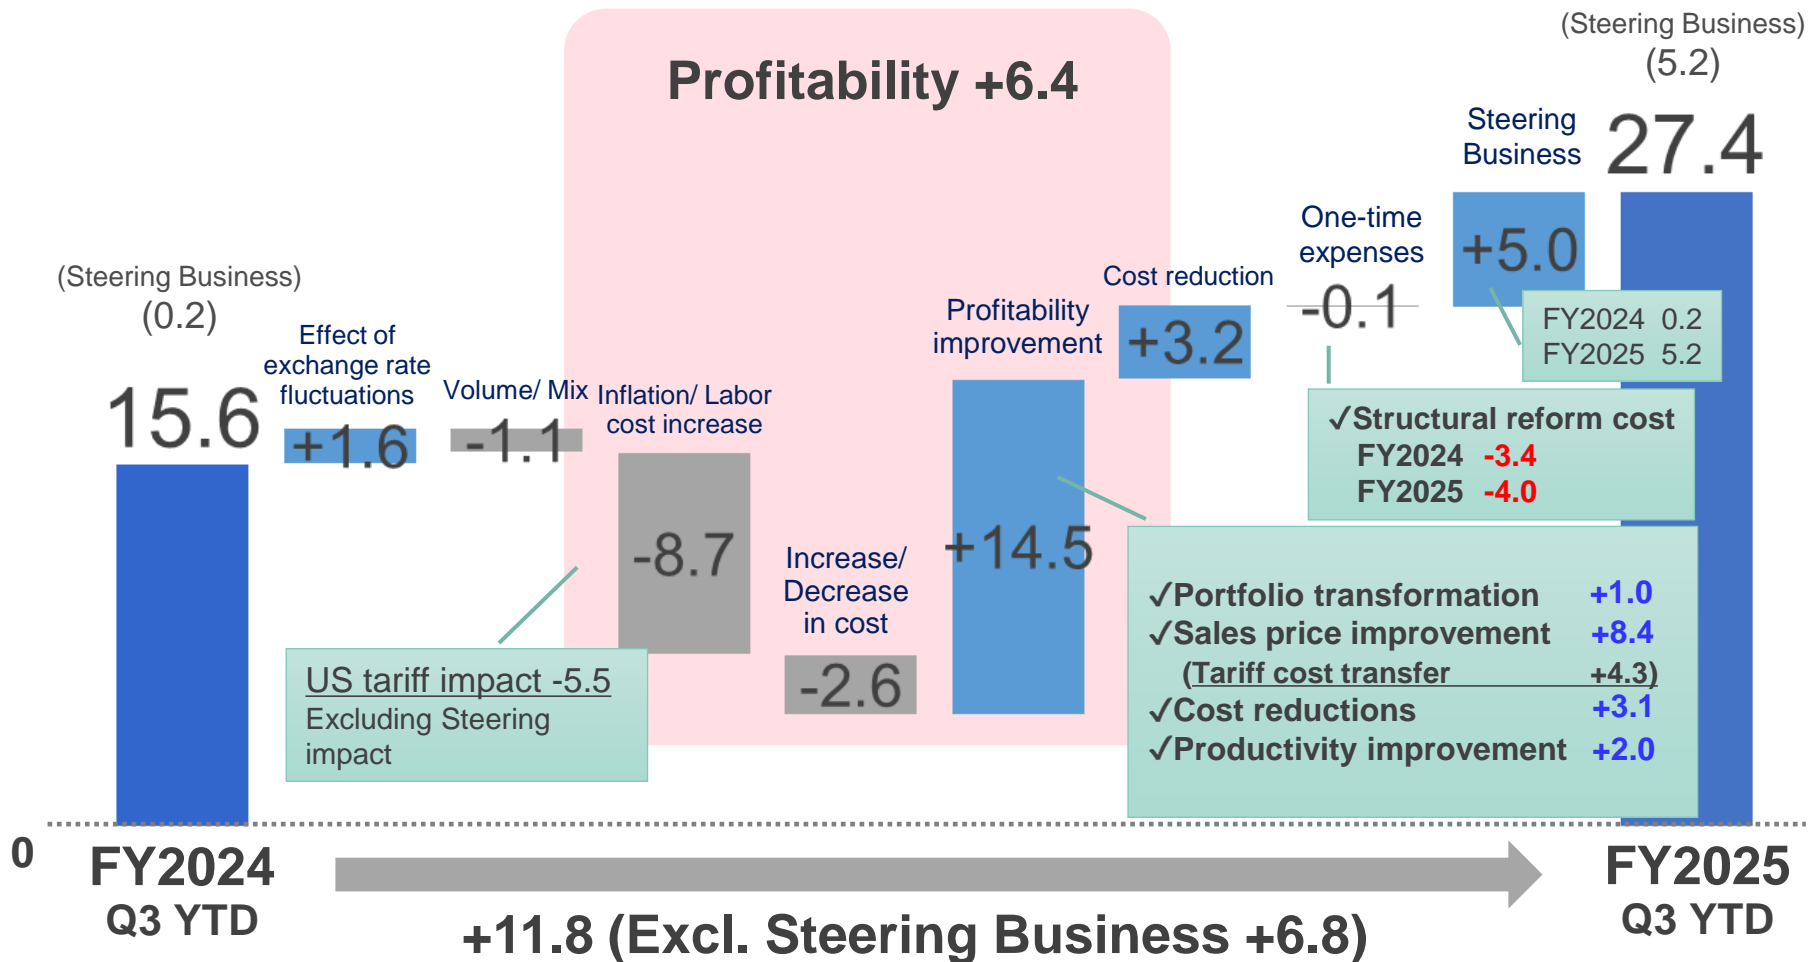 Profitability +6.4
(Steering Business)
(5.2)
27.4
Steering
Business
+5.0
FY2024 0.2
FY2025 5.2
One-time
expenses
-0.1
✓Structural reform cost
FY2024 -3.4
FY2025 -4.0
Cost reduction
+3.2
Profitability
improvement
+14.5
✓Portfolio transformation +1.0
✓Sales price improvement +8.4
(Tariff cost transfer +4.3)
✓Cost reductions +3.1
✓Productivity improvement +2.0
(Steering Business)
(0.2)
15.6
Effect of
exchange rate
fluctuations
+1.6
Volume/ Mix
-1.1
Inflation/ Labor
cost increase
-8.7
US tariff impact -5.5
Excluding Steering
impact
Increase/
Decrease
in cost
-2.6
0
FY2024
Q3 YTD
FY2025
Q3 YTD
+11.8 (Excl. Steering Business +6.8)